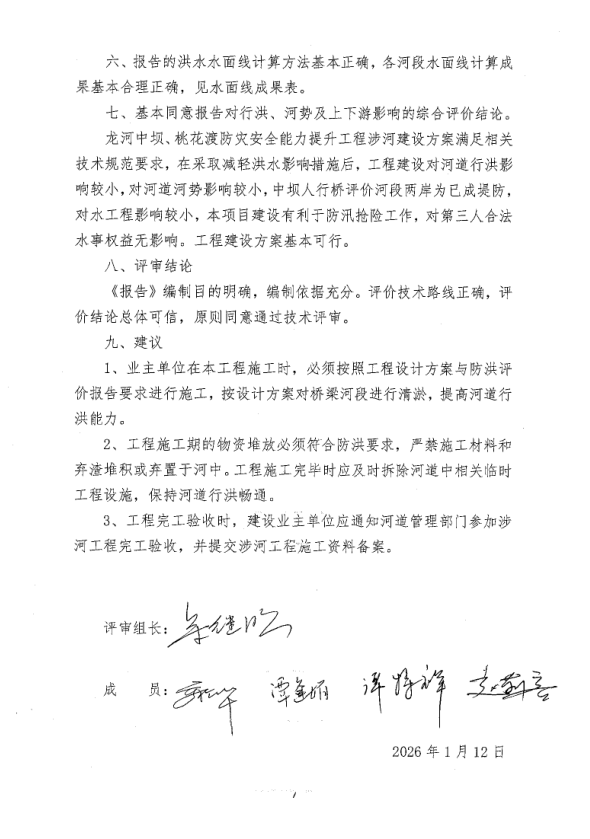 六、报告的洪水水面线计算方法基本正确，各河段水面线计算成
果基本合理正确，见水面线成果表。
七、基本同意报告对行洪、河势及上下游影响的综合评价结论。
龙河中坝、桃花渡防灾安全能力提升工程涉河建设方案满足相关
技术规范要求，在采取减轻洪水影响措施后，工程建设对河道行洪影
响较小，对河道河势影响较小，中坝人行桥评价河段两岸为已成堤防，
对水工程影响较小，本项目建设有利于防汛抢险工作，对第三人合法
水事权益无影响。工程建设方案基本可行。
八、评审结论
《报告》编制目的明确，编制依据充分。评价技术路线正确，评
价结论总体可信，原则同意通过技术评审。
九、建议
1、业主单位在本工程施工时，必须按照工程设计方案与防洪评
价报告要求进行施工，按设计方案对桥梁河段进行清淤，提高河道行
洪能力。
2、工程施工期的物资堆放必须符合防洪要求，严禁施工材料和
弃渣堆积或弃置于河中。工程施工完毕时应及时拆除河道中相关临时
工程设施，保持河道行洪畅通。
3、工程完工验收时，建设业主单位应通知河道管理部门参加涉
河工程完工验收，并提交涉河工程施工资料备案。
评审组长：
成 员：
2026 年 1 月 12 日